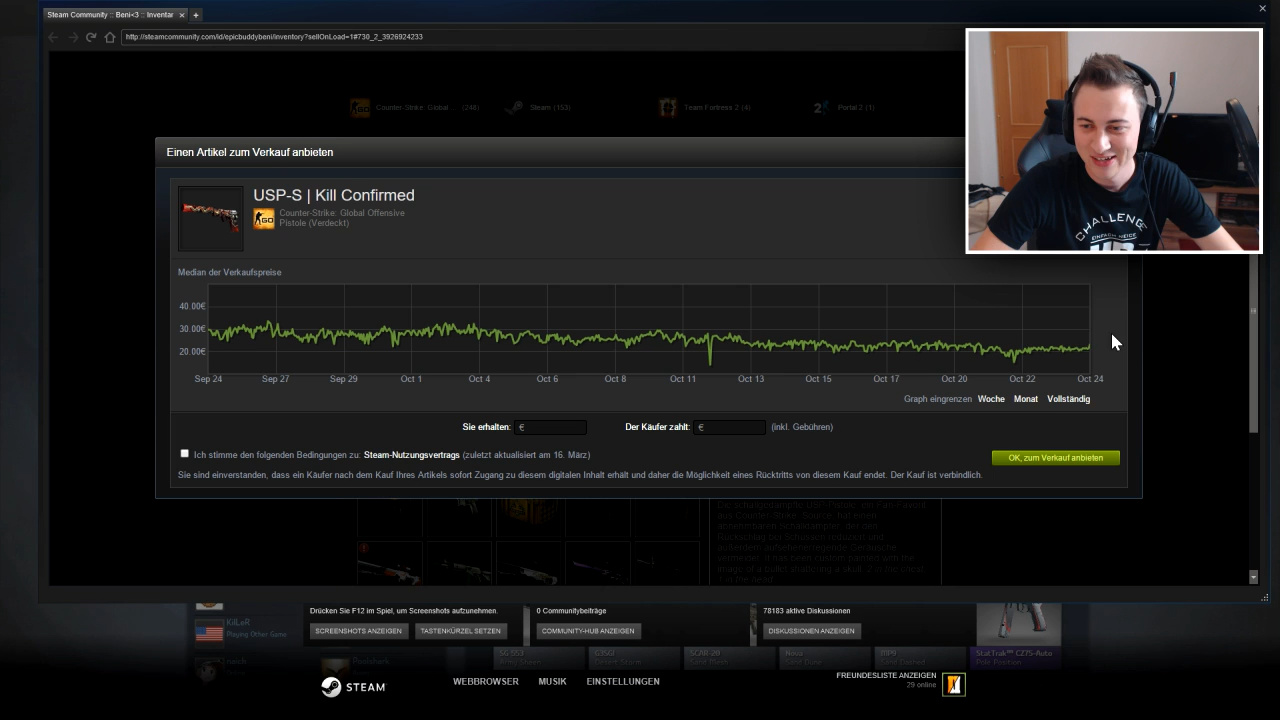 Steam Community :: Beni<3 :: Inventar
http://steamcommunity.com/id/epicbuddybeni/inventory?sellOnLoad=1#730_2_3926924233
Counter-Strike: Global ... (248)
Steam (153)
Team Fortress 2 (4)
Portal 2 (1)
Einen Artikel zum Verkauf anbieten
USP-S | Kill Confirmed
Counter-Strike: Global Offensive
Pistole (Verdeckt)
CHALLENGE
Median der Verkaufspreise
40.00€
30.00€
20.00€
Sep 24 Sep 27 Sep 29 Oct 1 Oct 4 Oct 6 Oct 8 Oct 11 Oct 13 Oct 15 Oct 17 Oct 20 Oct 22 Oct 24
Graph eingrenzen Woche Monat Vollständig
Sie erhalten: € Der Käufer zahlt: € (inkl. Gebühren)
Ich stimme den folgenden Bedingungen zu: Steam-Nutzungsvertrags (zuletzt aktualisiert am 16. März)
OK, zum Verkauf anbieten
Sie sind einverstanden, dass ein Käufer nach dem Kauf Ihres Artikels sofort Zugang zu diesem digitalen Inhalt erhält und daher die Möglichkeit eines Rücktritts von diesem Kauf endet. Der Kauf ist verbindlich.
Drücken Sie F12 im Spiel, um Screenshots aufzunehmen.
0 Communitybeiträge
78183 aktive Diskussionen
KilLeR
Playing Other Game
SCREENSHOTS ANZEIGEN
TASTENKÜRZEL SETZEN
COMMUNITY-HUB ANZEIGEN
DISKUSSIONEN ANZEIGEN
SG 553
G3SG1
SCAR-20
Nova
MP9
StatTrak™ CZ75-Auto
Pole Position
STEAM
WEBBROWSER
MUSIK
EINSTELLUNGEN
FREUNDESLISTE ANZEIGEN
29 online